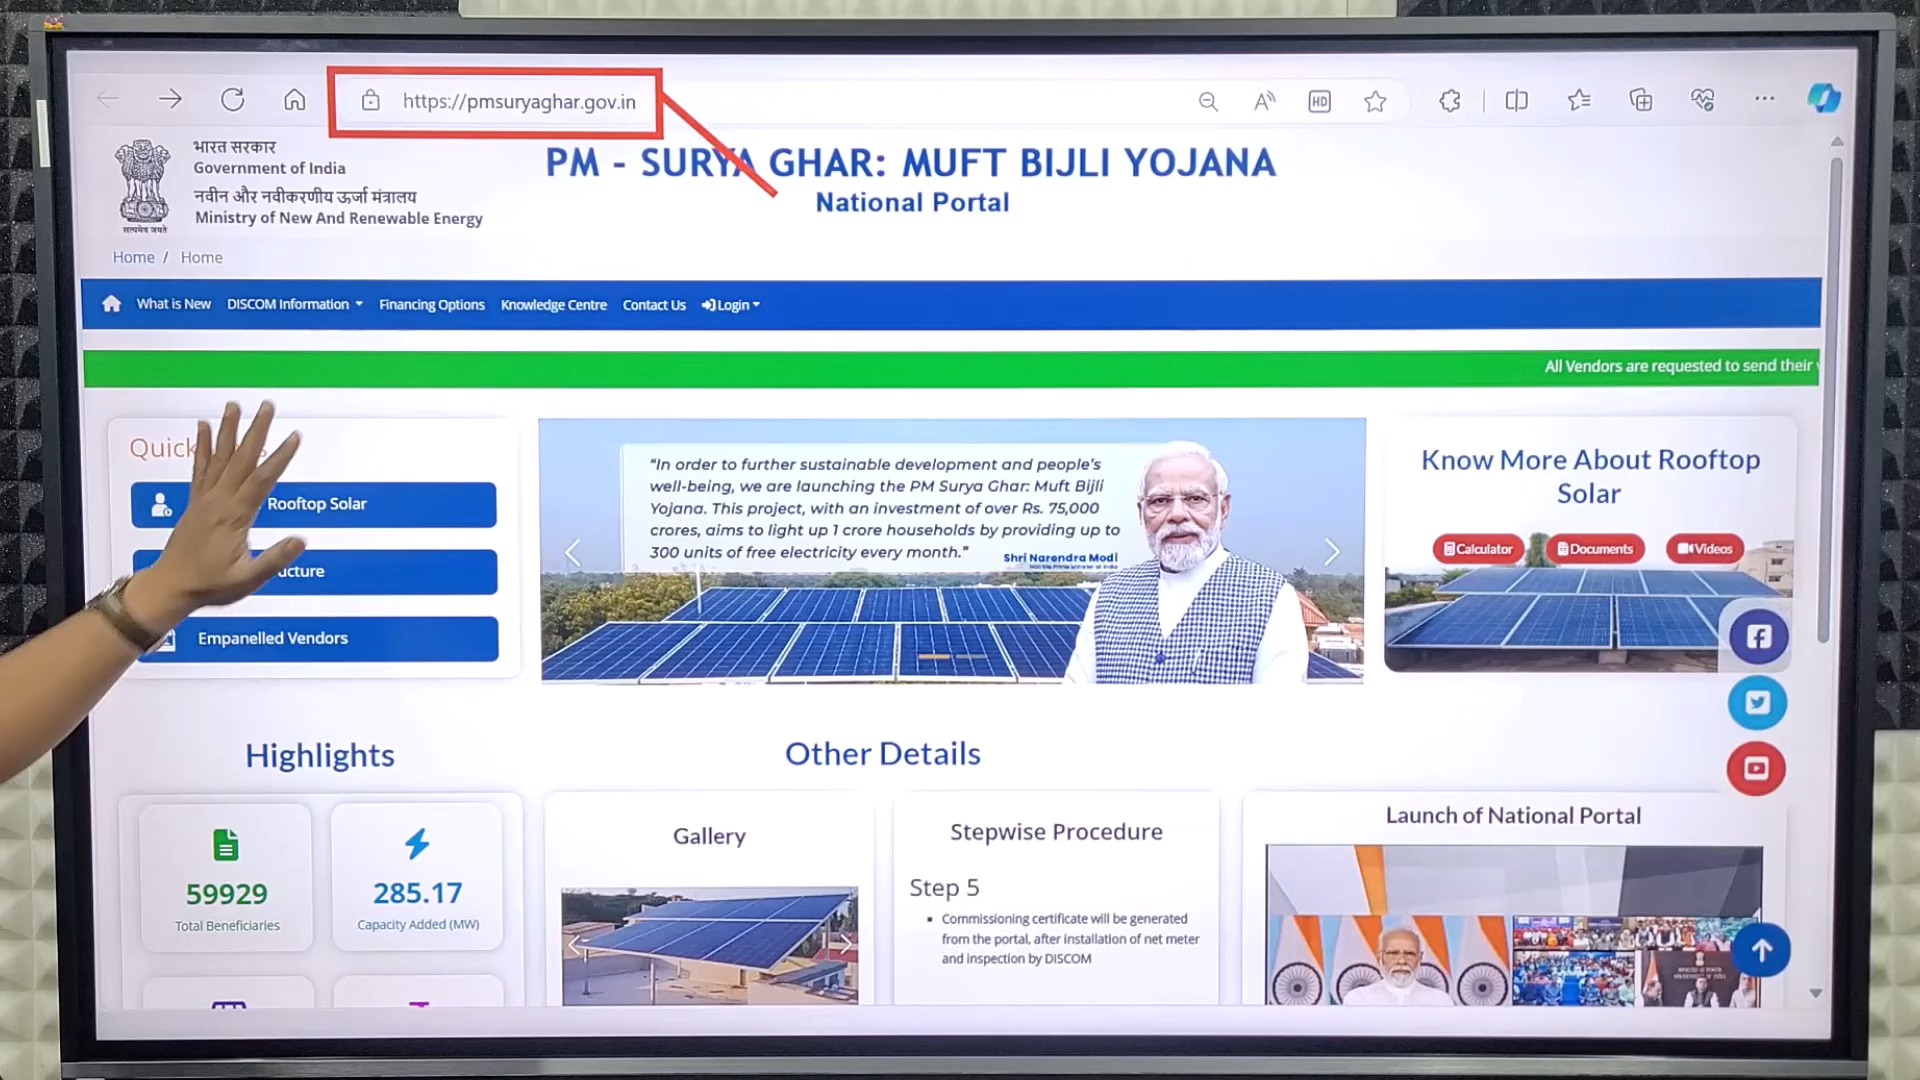 https://pmsuryaghar.gov.in
HD
भारत सरकार
Government of India
नवीन और नवीकरणीय ऊर्जा मंत्रालय
Ministry of New And Renewable Energy
सत्यमेव जयते
PM - SURYA GHAR: MUFT BIJLI YOJANA
National Portal
Home / Home
What is New
DISCOM Information
Financing Options
Knowledge Centre
Contact Us
Login
All Vendors are requested to send their
Quick
Rooftop Solar
Empanelled Vendors
“In order to further sustainable development and people's
well-being, we are launching the PM Surya Ghar: Muft Bijli
Yojana. This project, with an investment of over Rs. 75,000
crores, aims to light up 1 crore households by providing up to
300 units of free electricity every month.”
Shri Narendra Modi
Know More About Rooftop
Solar
Calculator
Documents
Videos
Highlights
59929
Total Beneficiaries
285.17
Capacity Added (MW)
Other Details
Gallery
Stepwise Procedure
Step 5
Commissioning certificate will be generated
from the portal, after installation of net meter
and inspection by DISCOM
Launch of National Portal